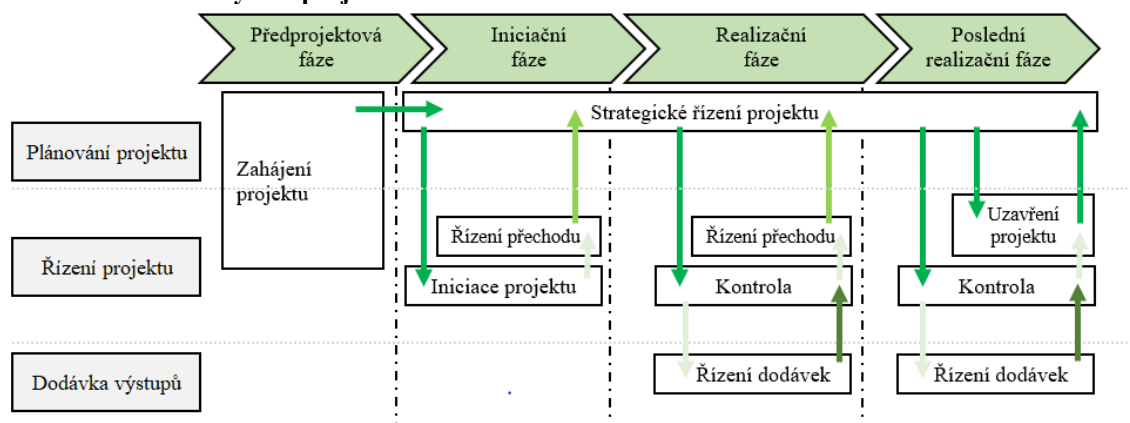 Předprojektová
fáze
Iniciační
fáze
Realizační
fáze
Poslední
realizační fáze
Strategické řízení projektu
Plánování projektu
Zahájení
projektu
Řízení přechodu
Řízení přechodu
Uzavření
projektu
Řízení projektu
Iniciace projektu
Kontrola
Kontrola
Dodávka výstupů
Řízení dodávek
Řízení dodávek